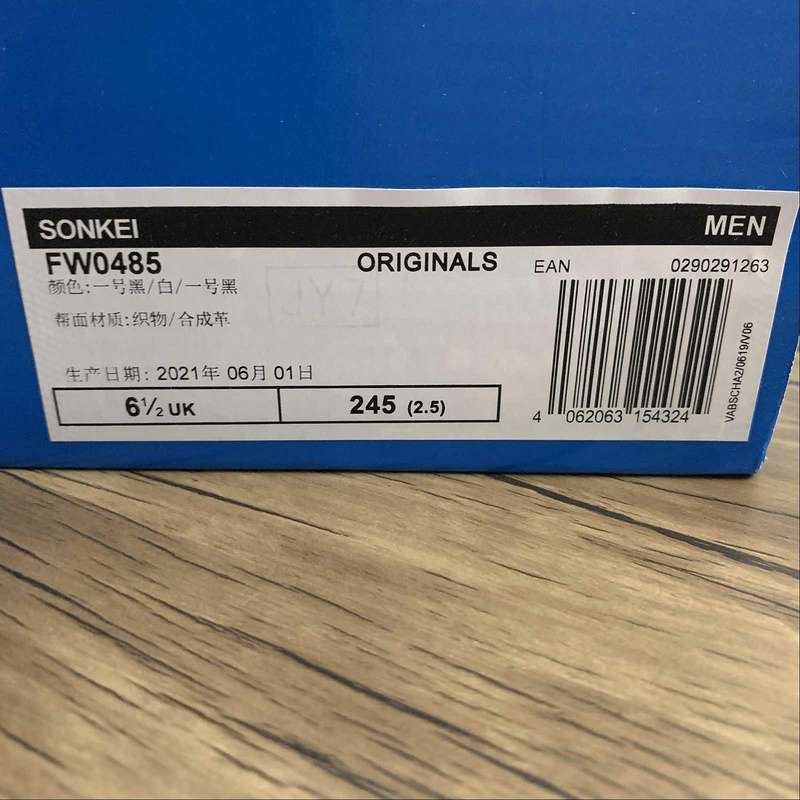 SONKEI MEN
FW0485 ORIGINALS EAN 0290291263
颜色:一号黑/白/一号黑
帮面材质:织物/合成革
生产日期: 2021年 06月 01日
6½ UK 245 (2.5)
4 062063 154324
VABSCHA2/0619/V06